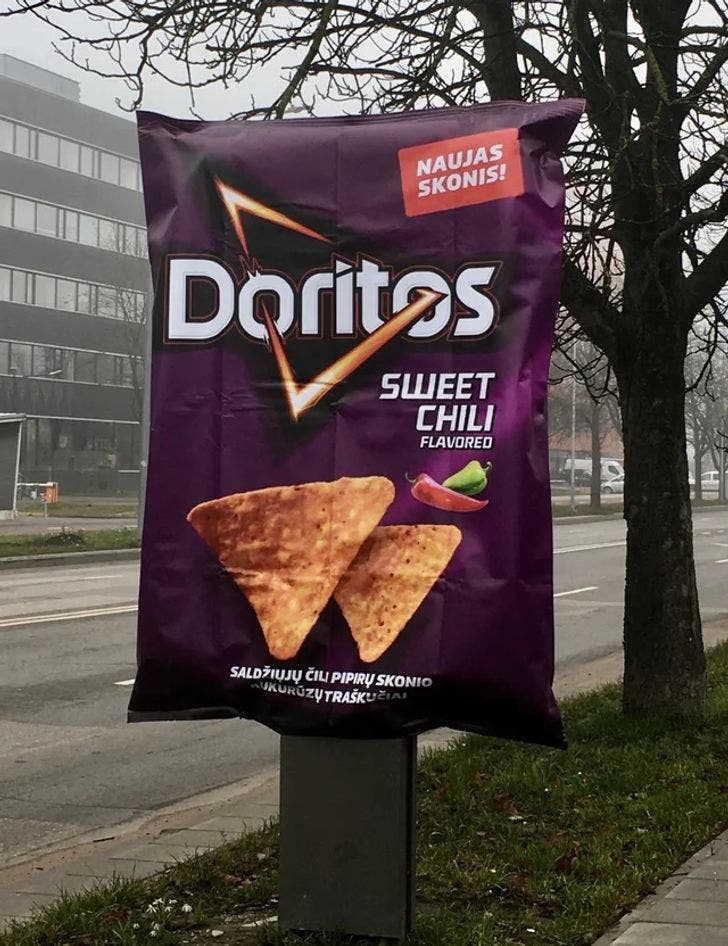 NAUJAS
SKONIS!
Doritos
SWEET
CHILI
FLAVORED
SALDŽIŲJŲ ČILI PIPIRŲ SKONIO
KUKURŪZŲ TRAŠKUČIAI